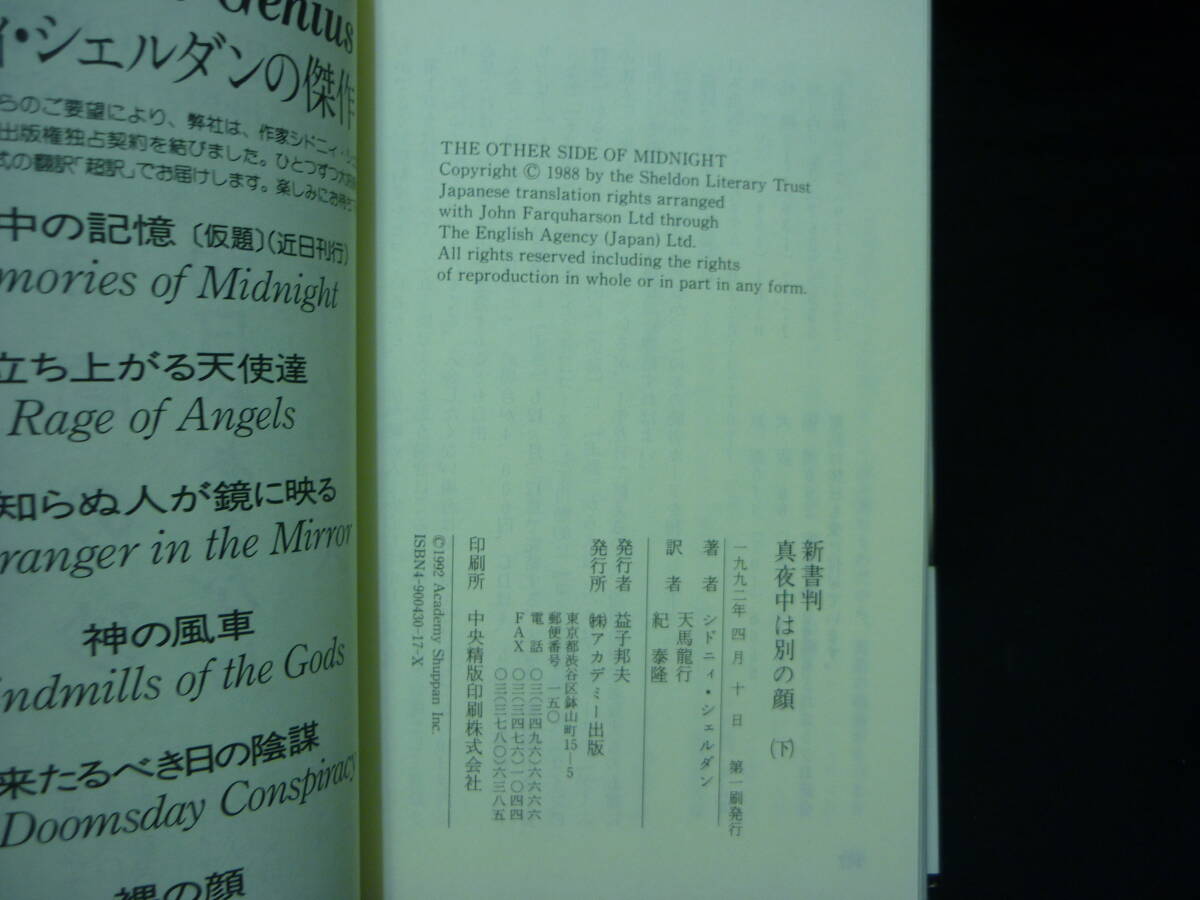 Genius
ィ・シェルダンの傑作
らのご要望により、弊社は、作家シドニィ・シェ
出版権独占契約を結びました。ひとつずつ大
式の翻訳「超訳」でお届けします。楽しみにお待ち
中の記憶〔仮題〕(近日刊行)
mories of Midnight
立ち上がる天使達
Rage of Angels
知らぬ人が鏡に映る
ranger in the Mirror
神の風車
indmills of the Gods
来たるべき日の陰謀
Doomsday Conspiracy
裸の顔
THE OTHER SIDE OF MIDNIGHT
Copyright © 1988 by the Sheldon Literary Trust
Japanese translation rights arranged
with John Farquharson Ltd through
The English Agency (Japan) Ltd.
All rights reserved including the rights
of reproduction in whole or in part in any form.
新書判
真夜中は別の顔 (下)
一九九二年四月十日 第一刷発行
著者 シドニィ・シェルダン
訳者 天馬龍行
紀泰隆
発行者 益子邦夫
発行所 ㈱アカデミー出版
東京都渋谷区鉢山町15-5
郵便番号 一五〇
電話 〇三(三四九六)六六六六
FAX 〇三(三四七六)一〇四四
〇三(三七八〇)六三八五
印刷所 中央精版印刷株式会社
©1992 Academy Shuppan Inc.
ISBN4-900430-17-X